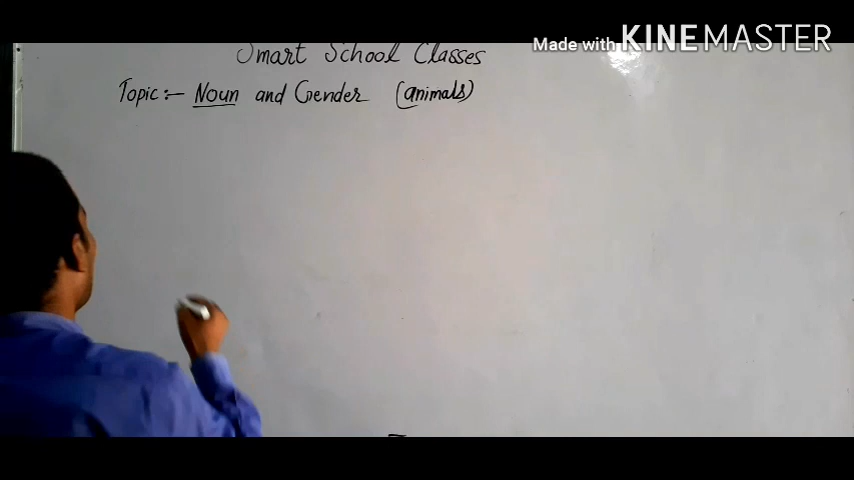 Made with KINEMASTER
Smart School Classes
Topic :- Noun and Gender (animals)